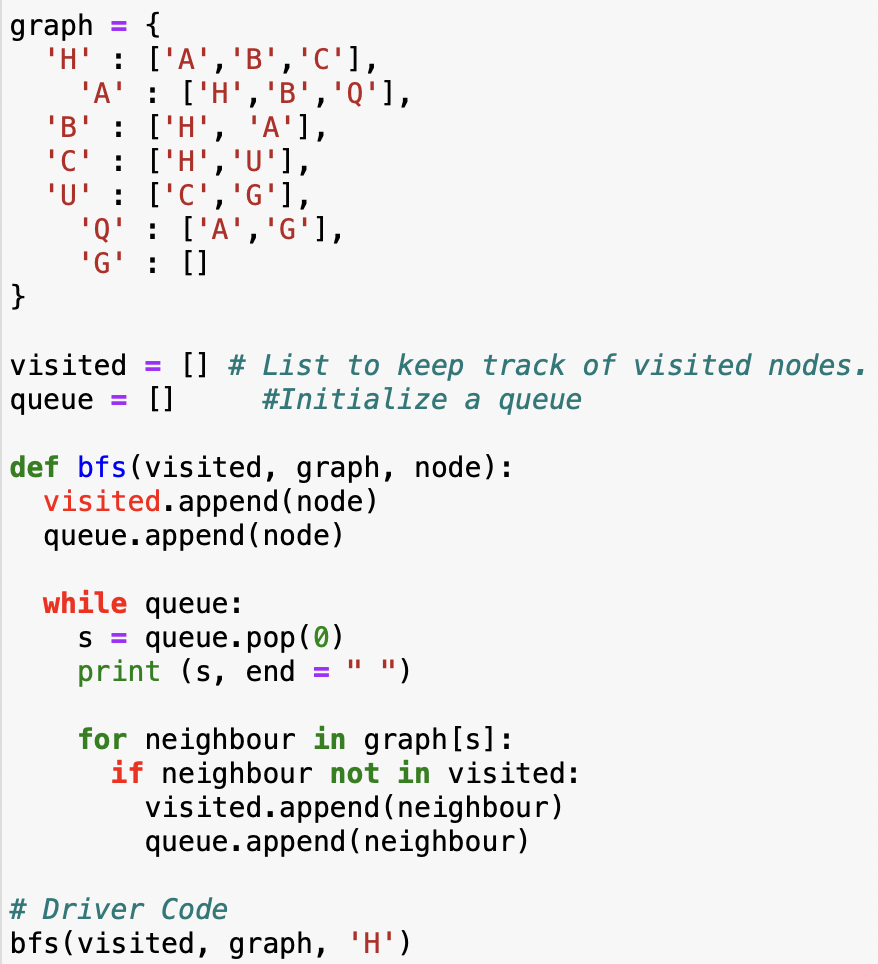 graph = {
  'H' : ['A','B','C'],
    'A' : ['H','B','Q'],
  'B' : ['H', 'A'],
  'C' : ['H','U'],
  'U' : ['C','G'],
    'Q' : ['A','G'],
    'G' : []
}

visited = [] # List to keep track of visited nodes.
queue = []     #Initialize a queue

def bfs(visited, graph, node):
  visited.append(node)
  queue.append(node)

  while queue:
    s = queue.pop(0)
    print (s, end = " ")

    for neighbour in graph[s]:
      if neighbour not in visited:
        visited.append(neighbour)
        queue.append(neighbour)

# Driver Code
bfs(visited, graph, 'H')